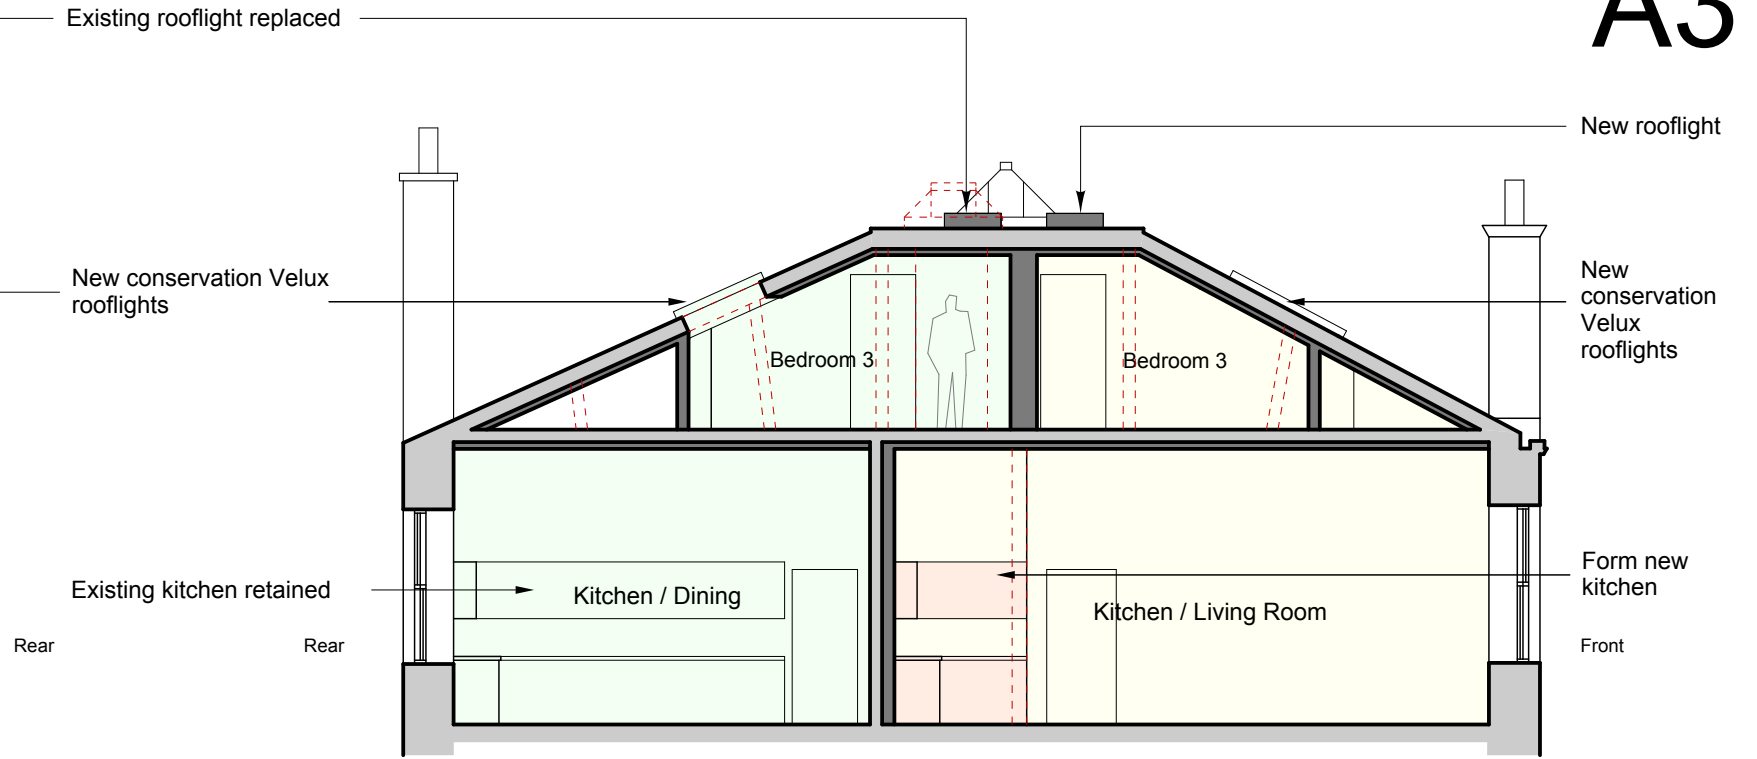 Existing rooflight replaced
A3
New rooflight
New conservation Velux
rooflights
New
conservation
Velux
rooflights
Bedroom 3
Bedroom 3
Existing kitchen retained
Kitchen / Dining
Kitchen / Living Room
Form new
kitchen
Rear
Rear
Front